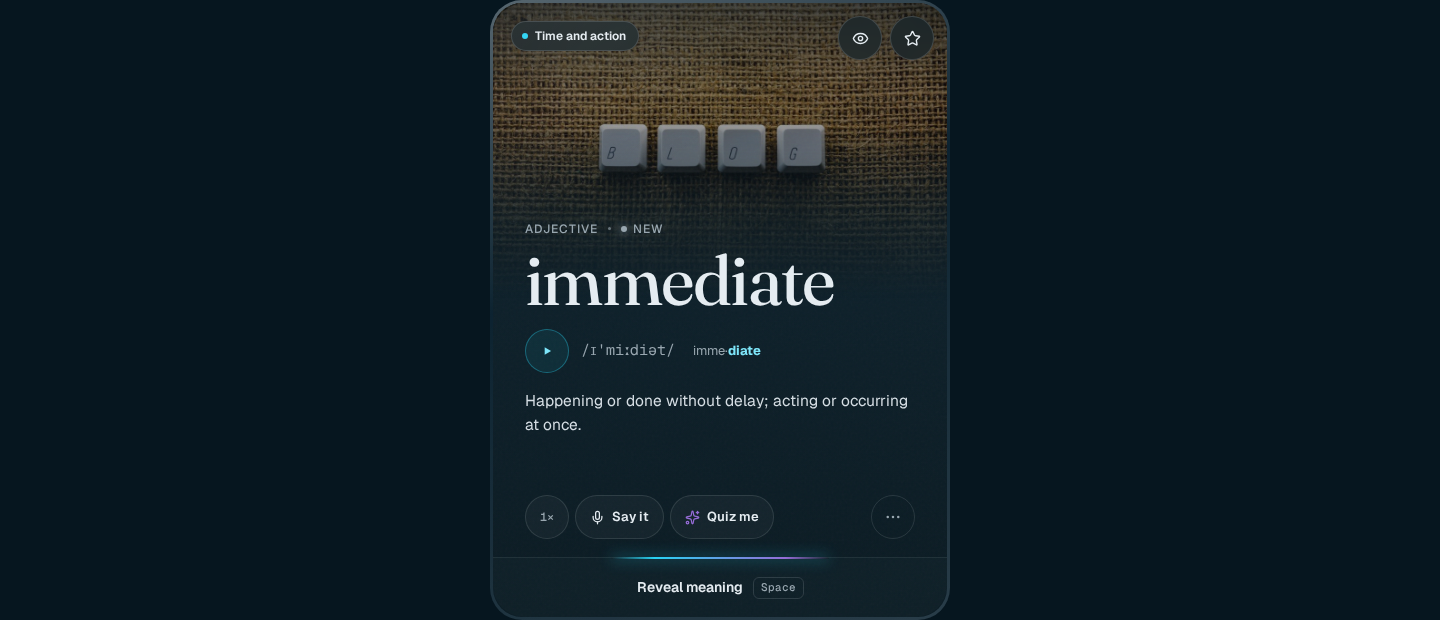 Time and action
B L O G
ADJECTIVE • NEW
immediate
/ɪˈmiːdiət/ imme·diate
Happening or done without delay; acting or occurring
at once.
1× Say it Quiz me
Reveal meaning Space